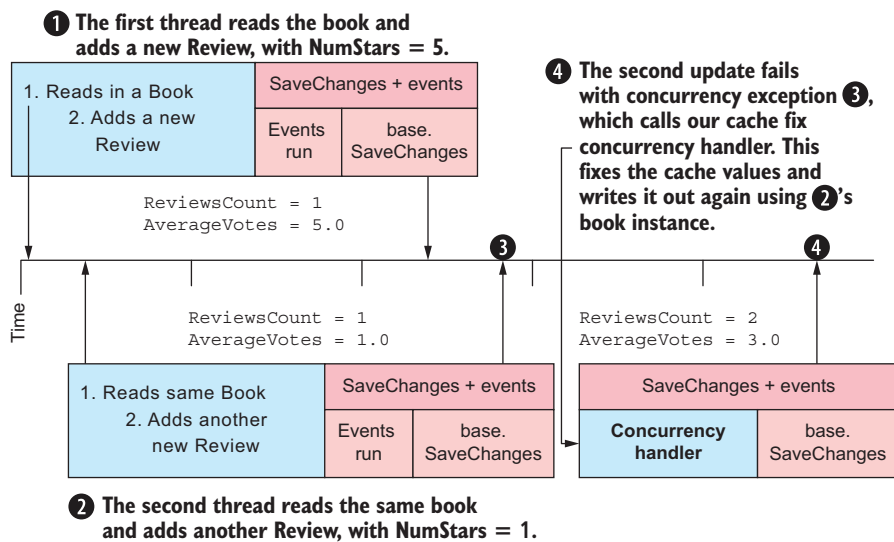 1 The first thread reads the book and
adds a new Review, with NumStars = 5.
1. Reads in a Book
2. Adds a new
Review
SaveChanges + events
Events
run
base.
SaveChanges
4 The second update fails
with concurrency exception 3,
which calls our cache fix
concurrency handler. This
fixes the cache values and
writes it out again using 2's
book instance.
ReviewsCount = 1
AverageVotes = 5.0
3
4
Time
ReviewsCount = 1
AverageVotes = 1.0
ReviewsCount = 2
AverageVotes = 3.0
1. Reads same Book
2. Adds another
new Review
SaveChanges + events
Events
run
base.
SaveChanges
SaveChanges + events
Concurrency
handler
base.
SaveChanges
2 The second thread reads the same book
and adds another Review, with NumStars = 1.